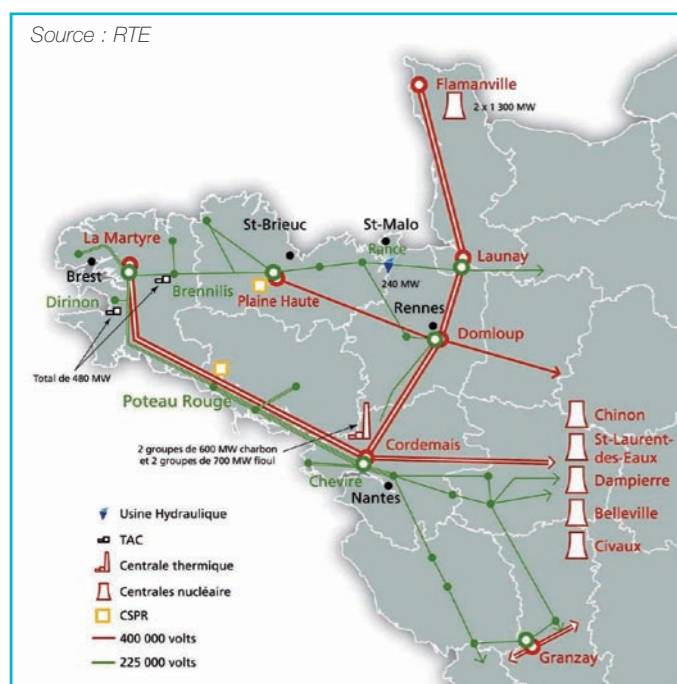 Source : RTE
Flamanville
2 x 1 300 MW
St-Brieuc
St-Malo
La Martyre
Rance
Launay
Brest
Brennilis
Plaine Haute
240 MW
Dirinon
Rennes
Domloup
Total de 480 MW
Poteau Rouge
Chinon
2 groupes de 600 MW charbon
et 2 groupes de 700 MW fioul
Cordemais
St-Laurent-
des-Eaux
Cheviré
Dampierre
Nantes
Belleville
Civaux
Usine Hydraulique
TAC
Centrale thermique
Centrales nucléaire
CSPR
400 000 volts
225 000 volts
Granzay